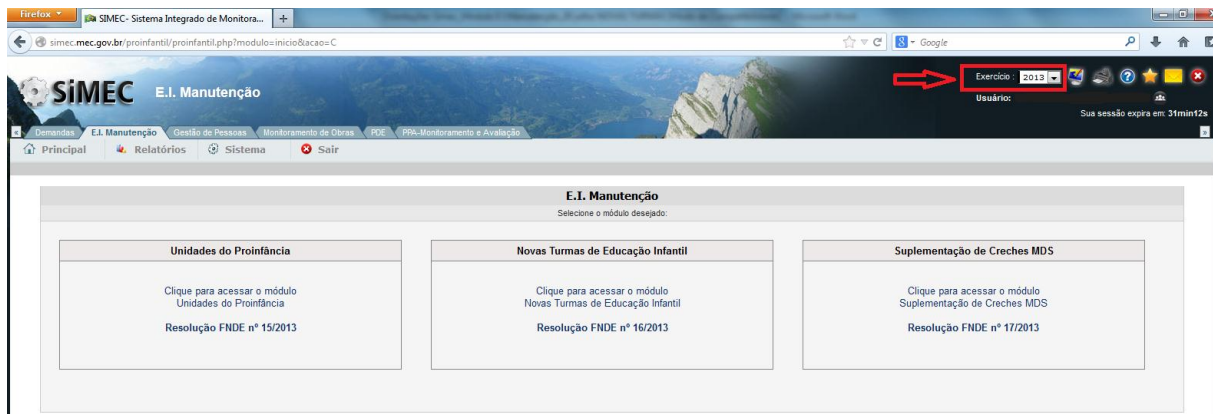 Firefox
SIMEC- Sistema Integrado de Monitora...
simec.mec.gov.br/proinfantil/proinfantil.php?modulo=inicio&acao=C
Google
SiMEC
E.I. Manutenção
Exercício : 2013
Usuário:
Sua sessão expira em: 31min12s
Demandas
E.I. Manutenção
Gestão de Pessoas
Monitoramento de Obras
PDE
PPA-Monitoramento e Avaliação
Principal
Relatórios
Sistema
Sair
E.I. Manutenção
Selecione o módulo desejado:
Unidades do Proinfância
Clique para acessar o módulo
Unidades do Proinfância
Resolução FNDE nº 15/2013
Novas Turmas de Educação Infantil
Clique para acessar o módulo
Novas Turmas de Educação Infantil
Resolução FNDE nº 16/2013
Suplementação de Creches MDS
Clique para acessar o módulo
Suplementação de Creches MDS
Resolução FNDE nº 17/2013